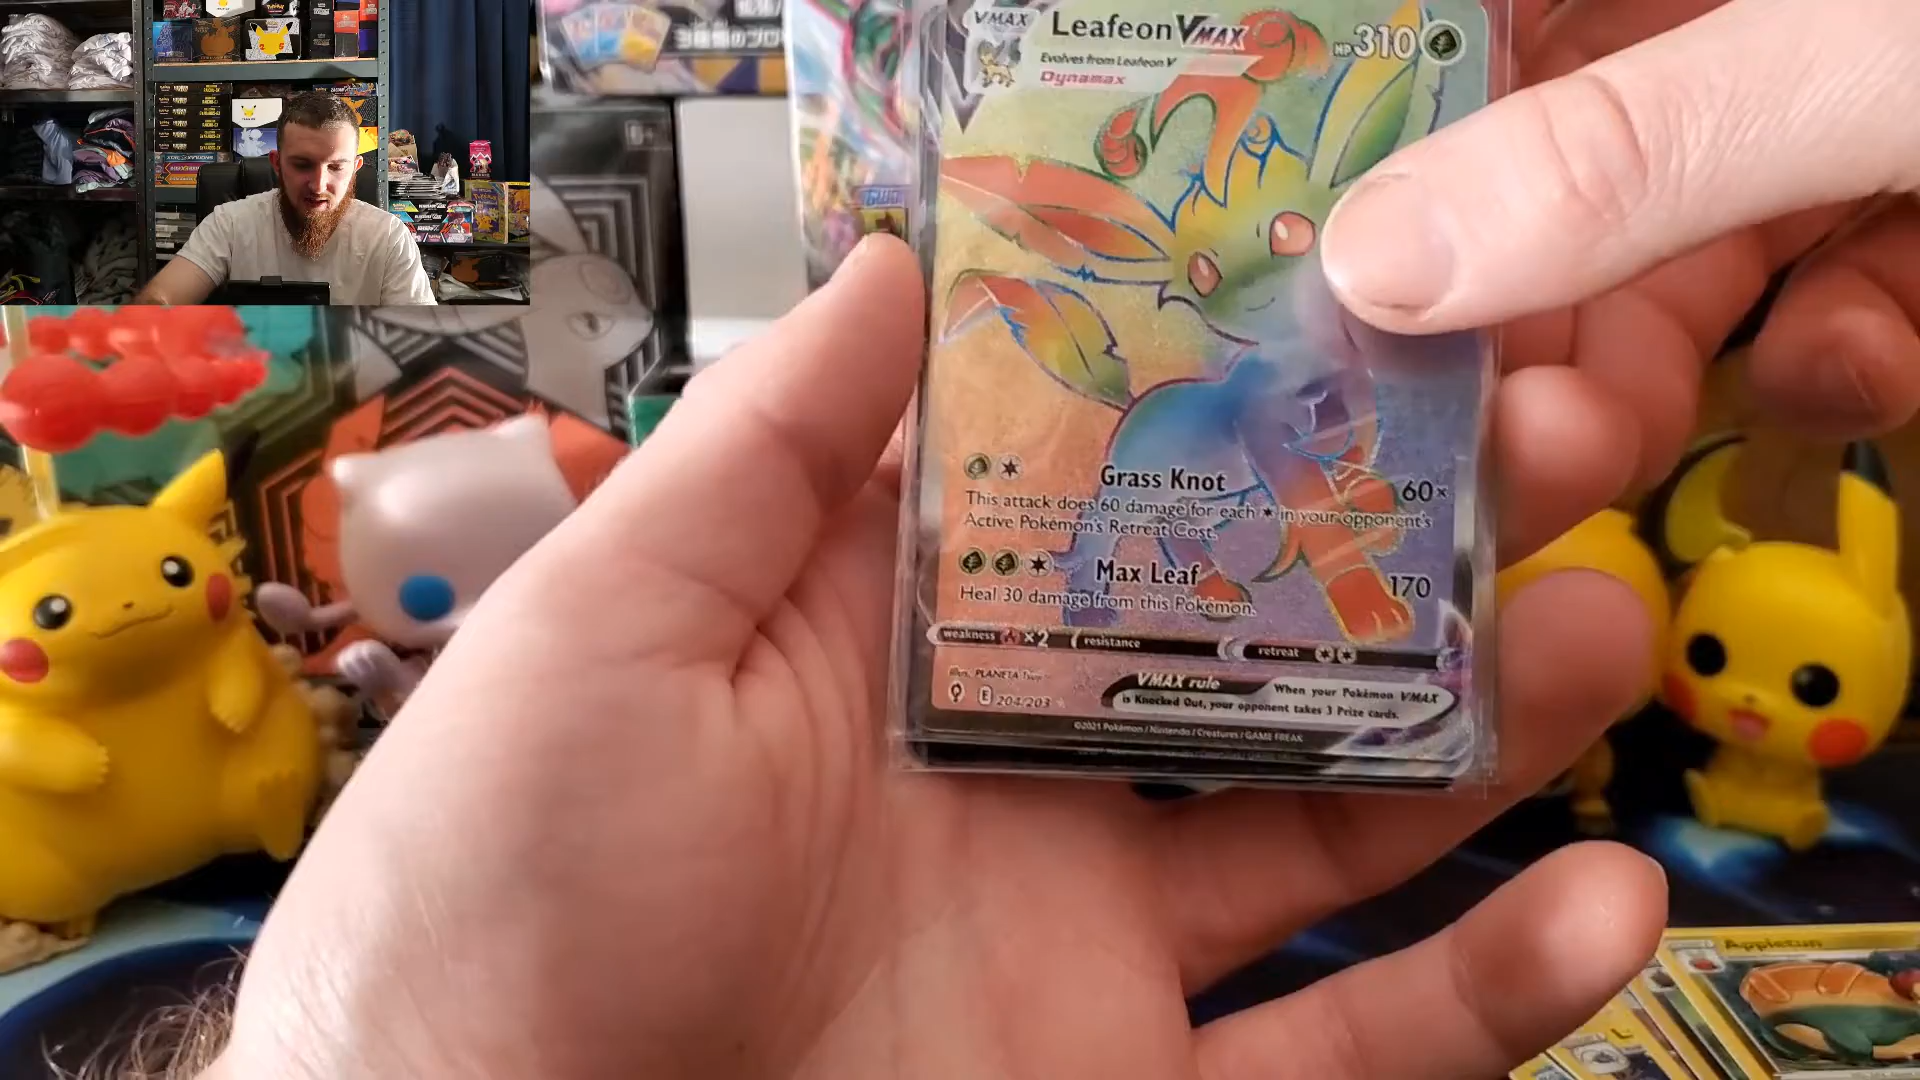 VMAX
Leafeon VMAX
HP 310
Evolves from Leafeon V
Dynamax
Grass Knot
60×
This attack does 60 damage for each ✷ in your opponent's
Active Pokémon's Retreat Cost.
Max Leaf
170
Heal 30 damage from this Pokémon.
weakness ×2 resistance retreat
Illus. PLANETA Tsuji
E 204/203
VMAX rule
When your Pokémon VMAX
is Knocked Out, your opponent takes 3 Prize cards.
©2021 Pokémon / Nintendo / Creatures / GAME FREAK
Appletun